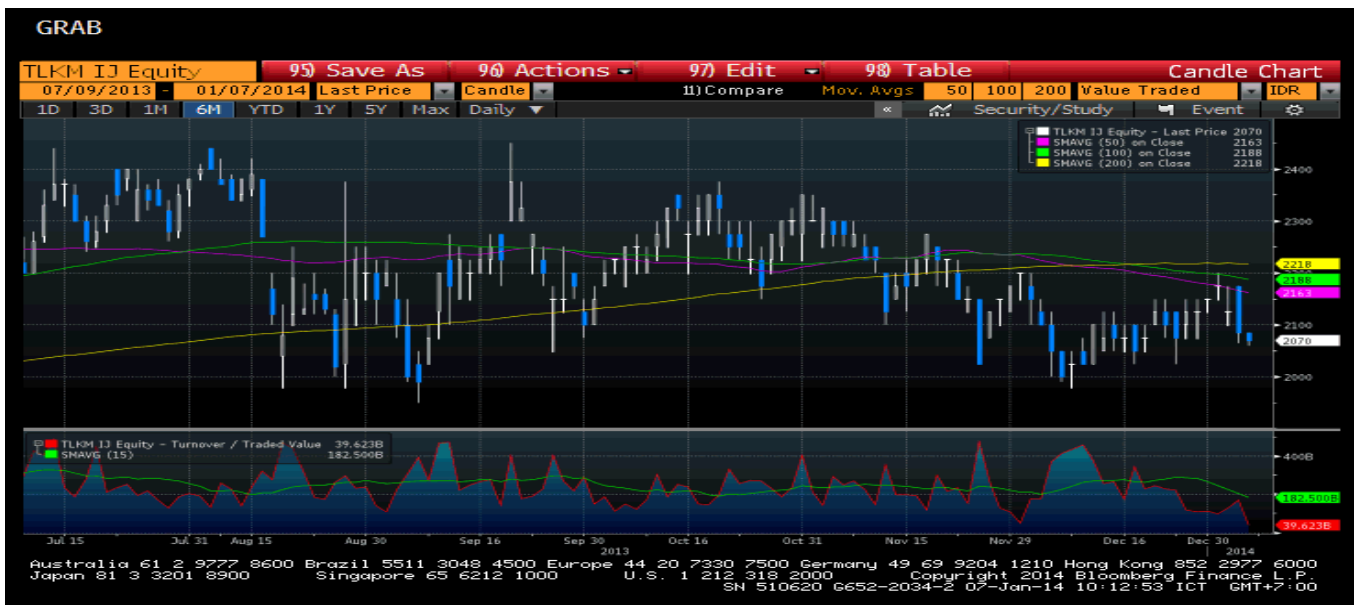 GRAB
TLKM IJ Equity 95) Save As 96) Actions 97) Edit 98) Table Candle Chart
07/09/2013 - 01/07/2014 Last Price Candle 11) Compare Mov. Avgs 50 100 200 Value Traded IDR
1D 3D 1M 6M YTD 1Y 5Y Max Daily ▼ « Security/Study Event
TLKM IJ Equity - Last Price 2070
SMAVG (50) on Close 2163
SMAVG (100) on Close 2188
SMAVG (200) on Close 2218
2400
2300
2218
2200
2188
2163
2100
2070
2000
TLKM IJ Equity - Turnover / Traded Value 39.623B
SMAVG (15) 182.500B
400B
182.500B
39.623B
Jul 15 Jul 31 Aug 15 Aug 30 Sep 16 Sep 30 Oct 16 Oct 31 Nov 15 Nov 29 Dec 16 Dec 30
2013 2014
Australia 61 2 9777 8600 Brazil 5511 3048 4500 Europe 44 20 7330 7500 Germany 49 69 9204 1210 Hong Kong 852 2977 6000
Japan 81 3 3201 8900 Singapore 65 6212 1000 U.S. 1 212 318 2000 Copyright 2014 Bloomberg Finance L.P.
SN 510620 G652-2034-2 07-Jan-14 10:12:53 ICT GMT+7:00